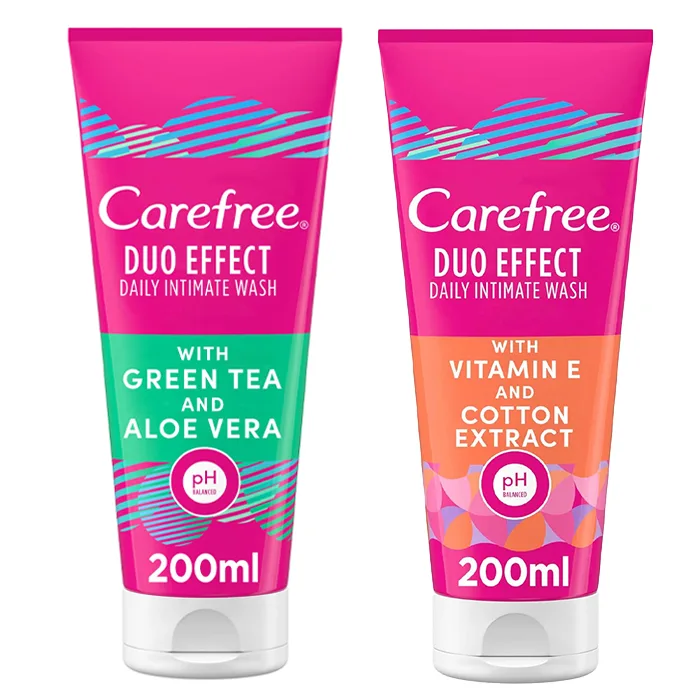 Carefree®
DUO EFFECT
DAILY INTIMATE WASH
WITH
GREEN TEA
AND
ALOE VERA
pH
BALANCED
200ml
Carefree®
DUO EFFECT
DAILY INTIMATE WASH
WITH
VITAMIN E
AND
COTTON
EXTRACT
pH
BALANCED
200ml